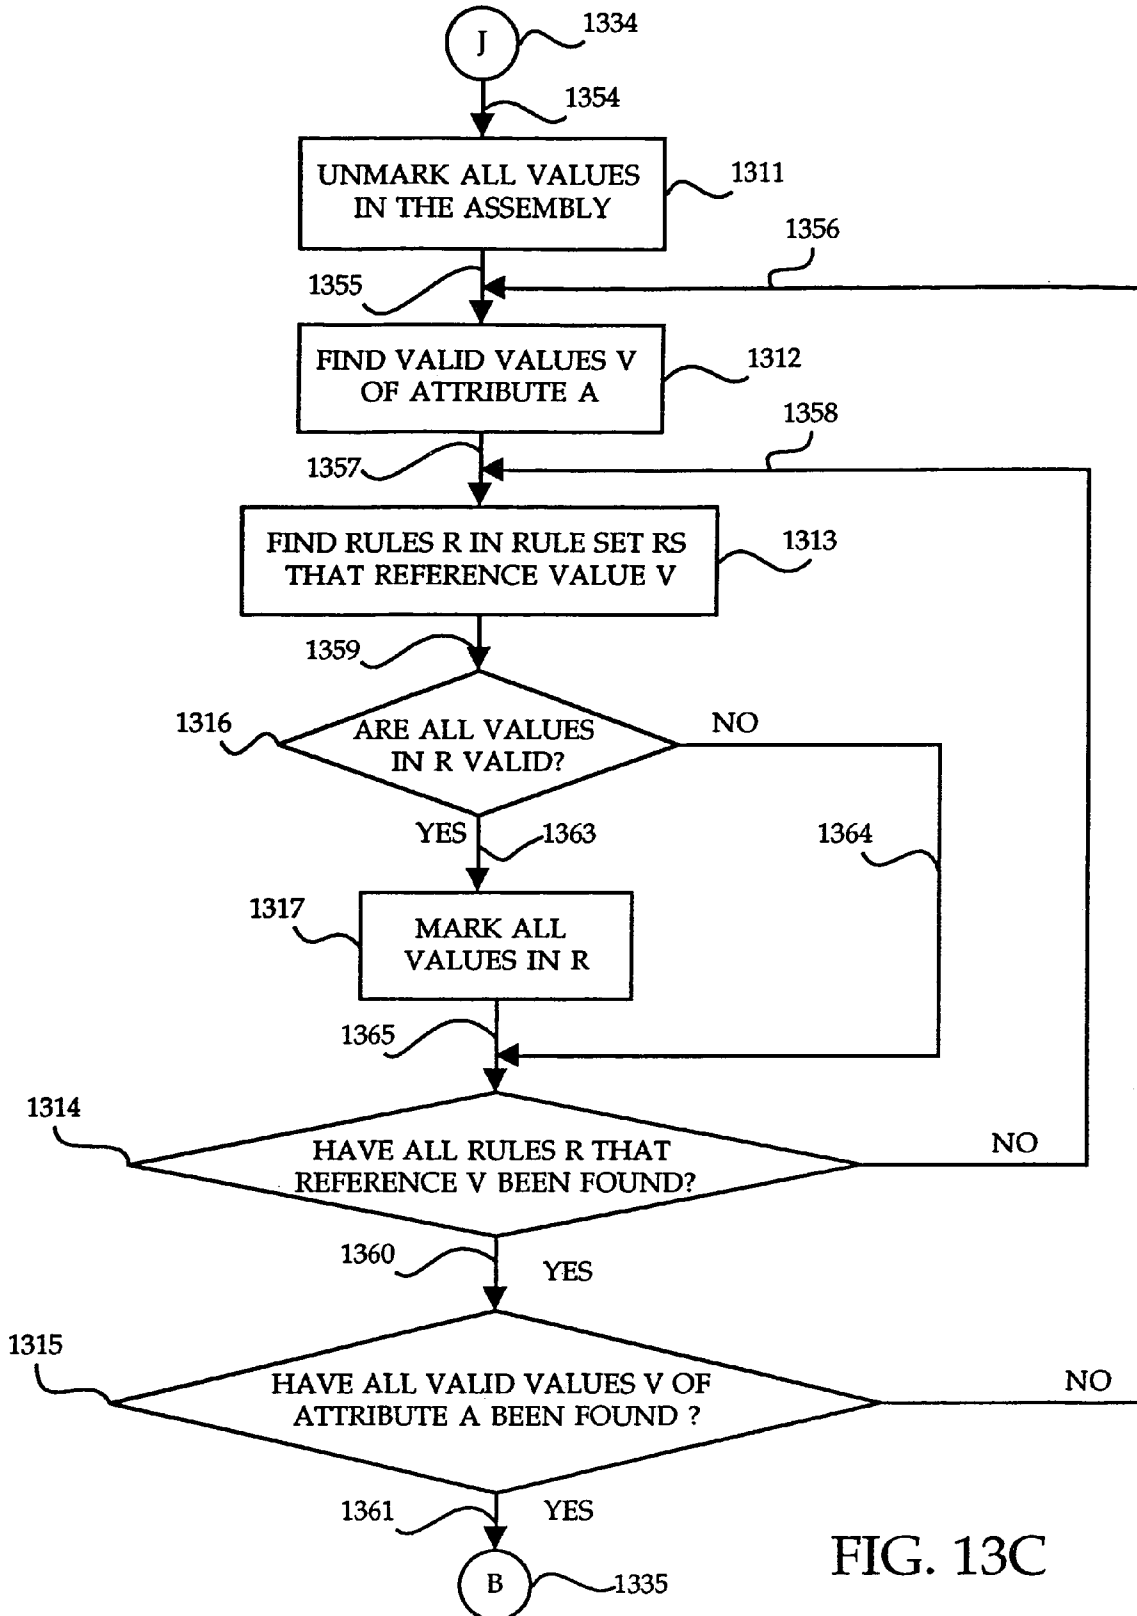 J
1334
1354
UNMARK ALL VALUES
IN THE ASSEMBLY
1311
1356
1355
FIND VALID VALUES V
OF ATTRIBUTE A
1312
1358
1357
FIND RULES R IN RULE SET RS
THAT REFERENCE VALUE V
1313
1359
1316
ARE ALL VALUES
IN R VALID?
NO
YES
1363
1364
1317
MARK ALL
VALUES IN R
1365
1314
HAVE ALL RULES R THAT
REFERENCE V BEEN FOUND?
NO
1360
YES
1315
HAVE ALL VALID VALUES V OF
ATTRIBUTE A BEEN FOUND ?
NO
1361
YES
B
1335
FIG. 13C